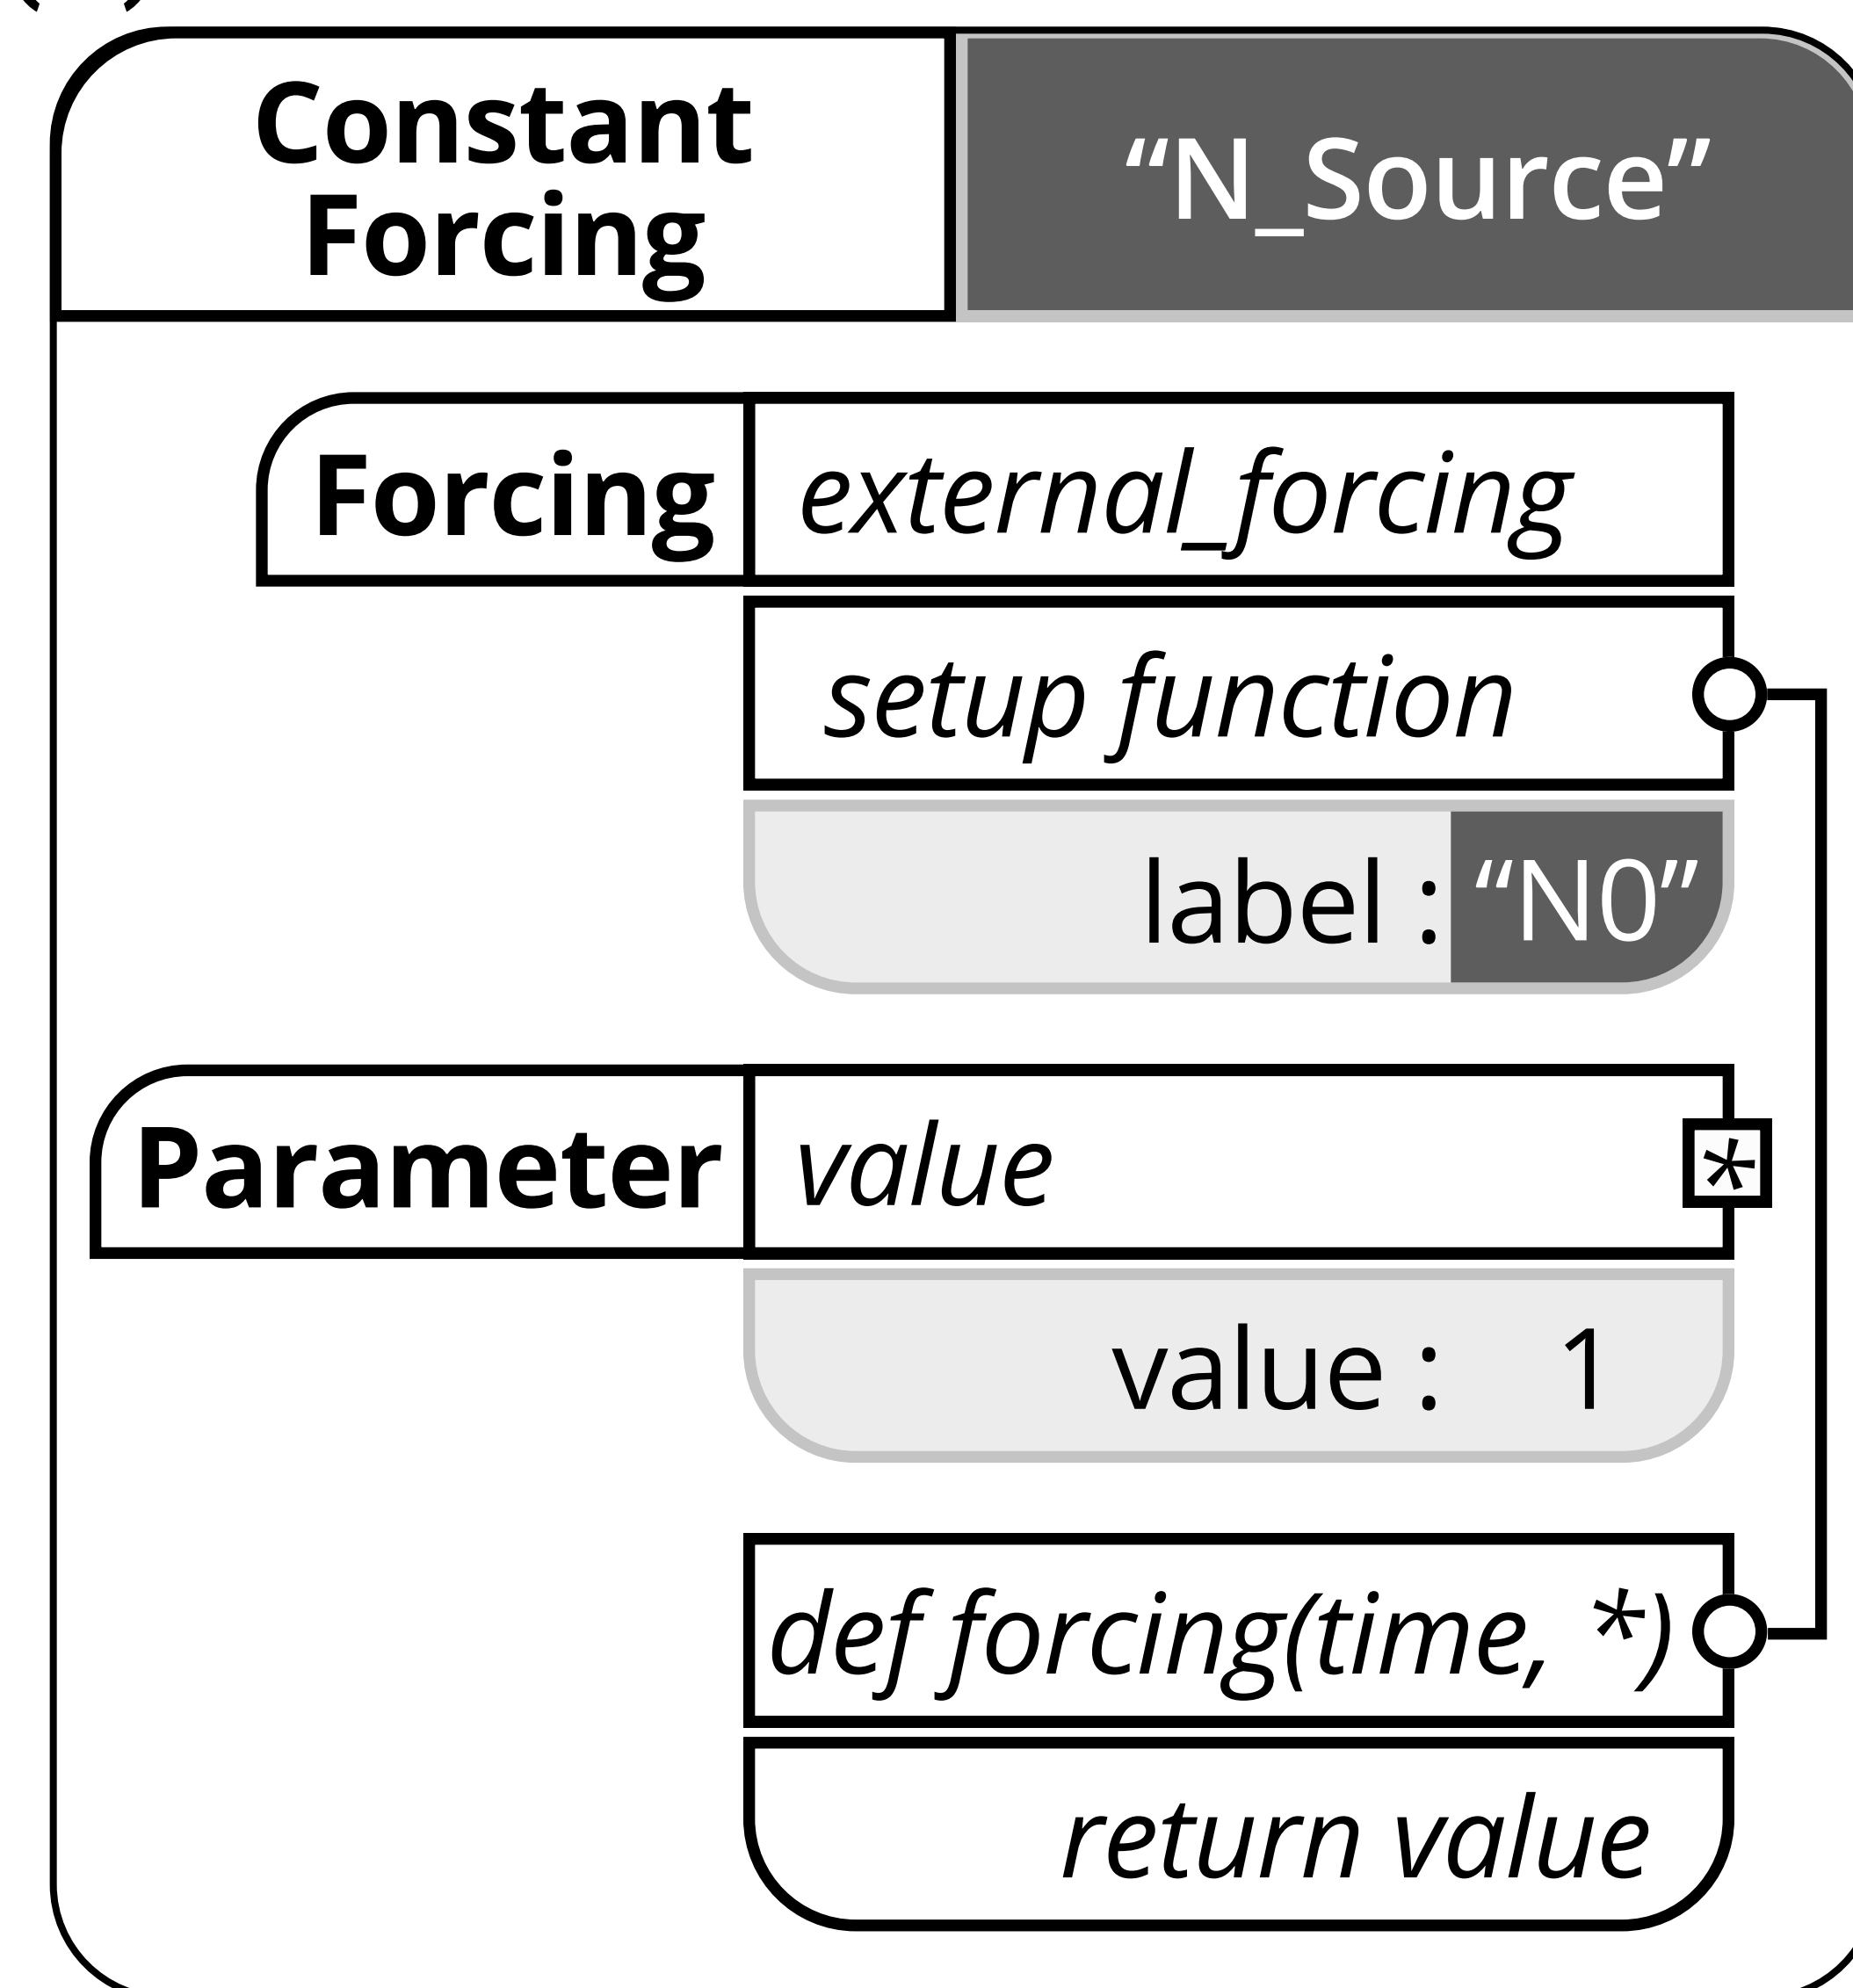 Constant
Forcing
“N_Source”
Forcing
external_forcing
setup function
label : “N0”
Parameter
value
*
value : 1
def forcing(time, *)
return value